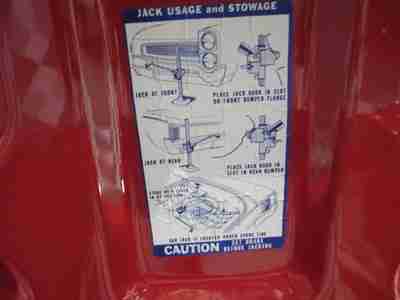 JACK USAGE and STOWAGE
JACK AT FRONT
PLACE JACK HOOK IN SLOT
ON FRONT BUMPER FLANGE
JACK AT REAR
PLACE JACK HOOK IN
SLOT IN REAR BUMPER
CAUTION SET BRAKE
BEFORE JACKING